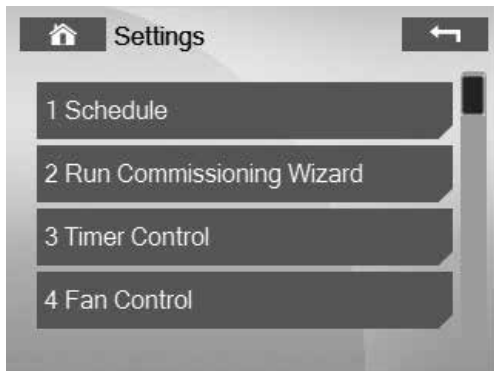 Settings
1 Schedule
2 Run Commissioning Wizard
3 Timer Control
4 Fan Control